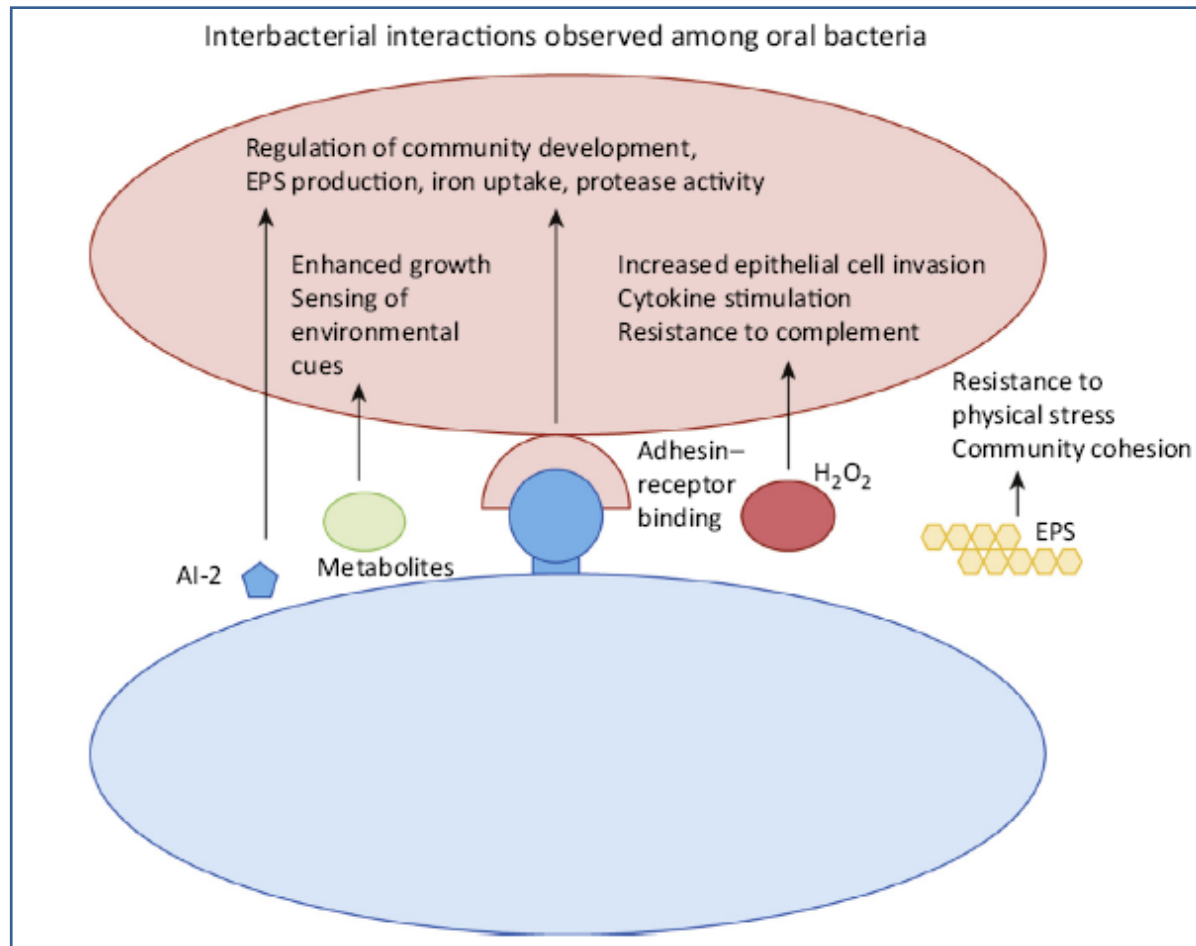 Interbacterial interactions observed among oral bacteria
Regulation of community development,
EPS production, iron uptake, protease activity
Enhanced growth
Sensing of
environmental
cues
Increased epithelial cell invasion
Cytokine stimulation
Resistance to complement
Resistance to
physical stress
Community cohesion
Adhesin–
receptor
binding
H₂O₂
EPS
AI-2
Metabolites